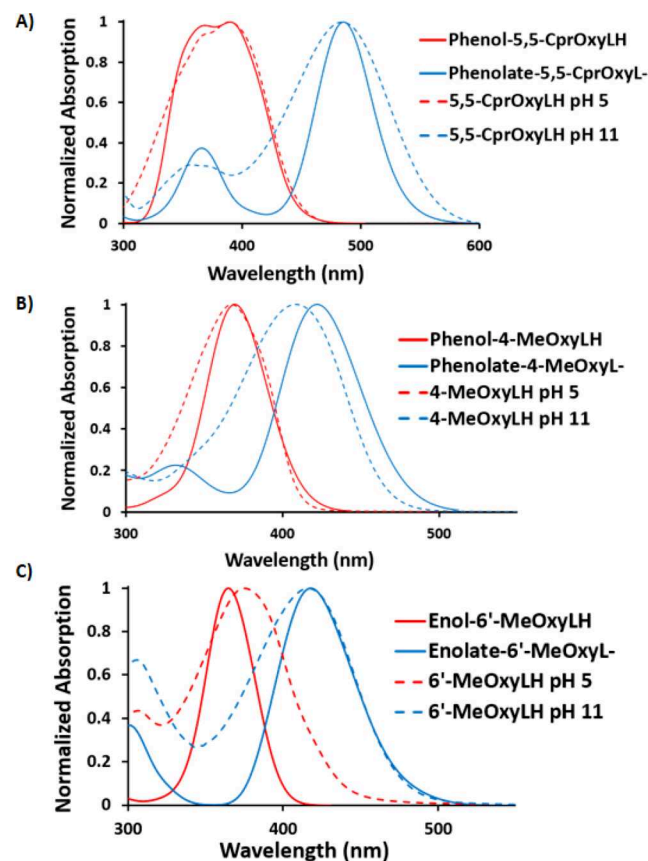 A)
Normalized Absorption
1
0.8
0.6
0.4
0.2
0
300
400
500
600
Wavelength (nm)
Phenol-5,5-CprOxyLH
Phenolate-5,5-CprOxyL-
5,5-CprOxyLH pH 5
5,5-CprOxyLH pH 11
B)
Normalized Absorption
1
0.8
0.6
0.4
0.2
0
300
400
500
Wavelength (nm)
Phenol-4-MeOxyLH
Phenolate-4-MeOxyL-
4-MeOxyLH pH 5
4-MeOxyLH pH 11
C)
Normalized Absorption
1
0.8
0.6
0.4
0.2
0
300
400
500
Wavelength (nm)
Enol-6'-MeOxyLH
Enolate-6'-MeOxyL-
6'-MeOxyLH pH 5
6'-MeOxyLH pH 11